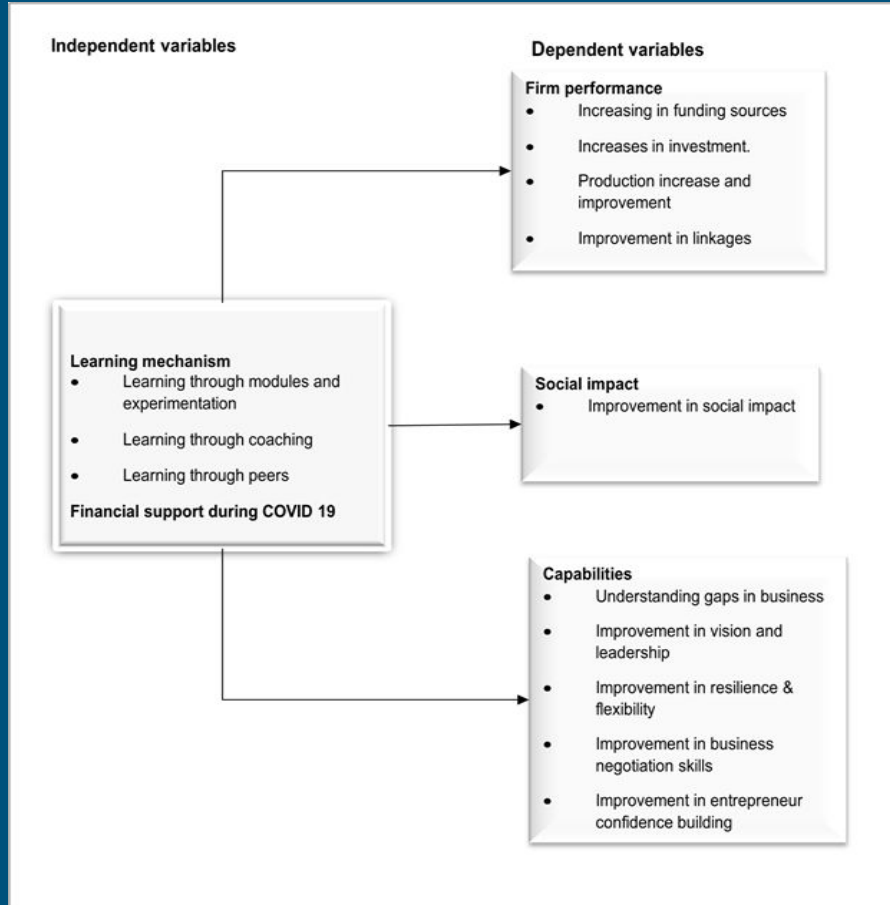 Independent variables
Dependent variables
Firm performance
• Increasing in funding sources
• Increases in investment.
• Production increase and
improvement
• Improvement in linkages
Learning mechanism
• Learning through modules and
experimentation
• Learning through coaching
• Learning through peers
Financial support during COVID 19
Social impact
• Improvement in social impact
Capabilities
• Understanding gaps in business
• Improvement in vision and
leadership
• Improvement in resilience &
flexibility
• Improvement in business
negotiation skills
• Improvement in entrepreneur
confidence building